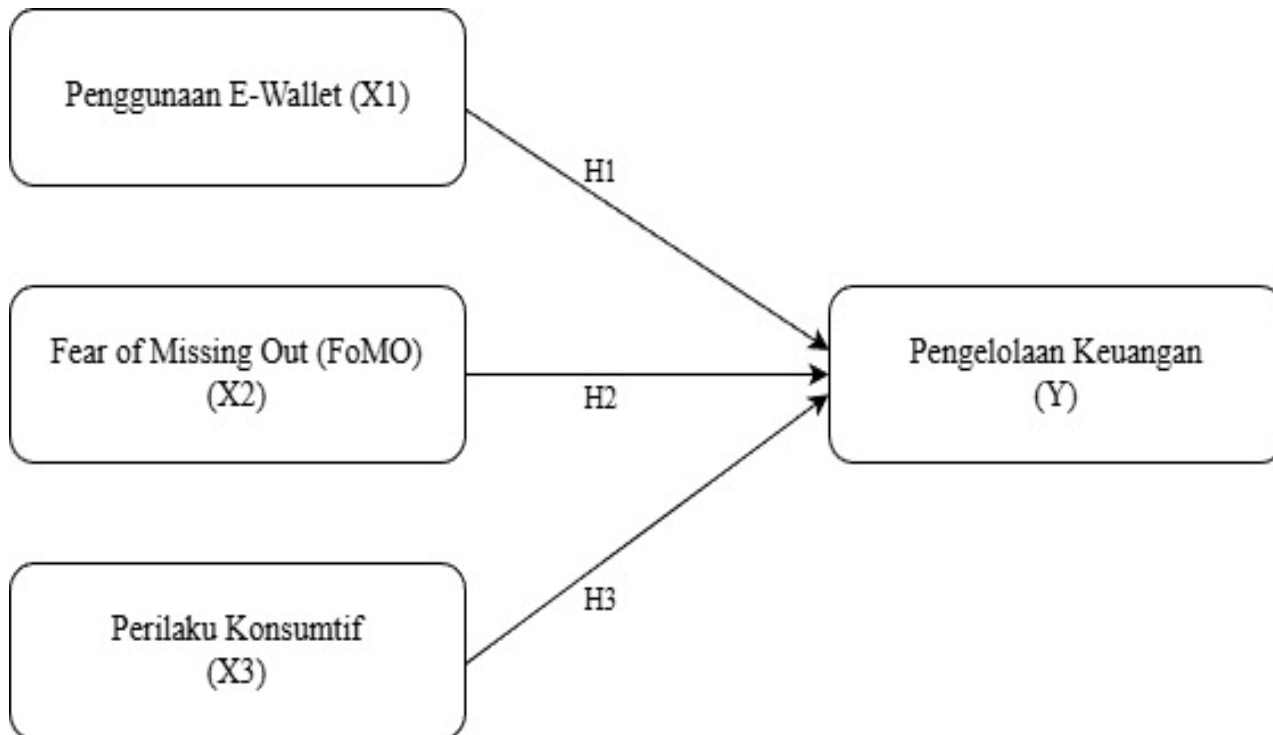 Penggunaan E-Wallet (X1)
H1
Fear of Missing Out (FoMO)
(X2)
H2
Pengelolaan Keuangan
(Y)
H3
Perilaku Konsumtif
(X3)